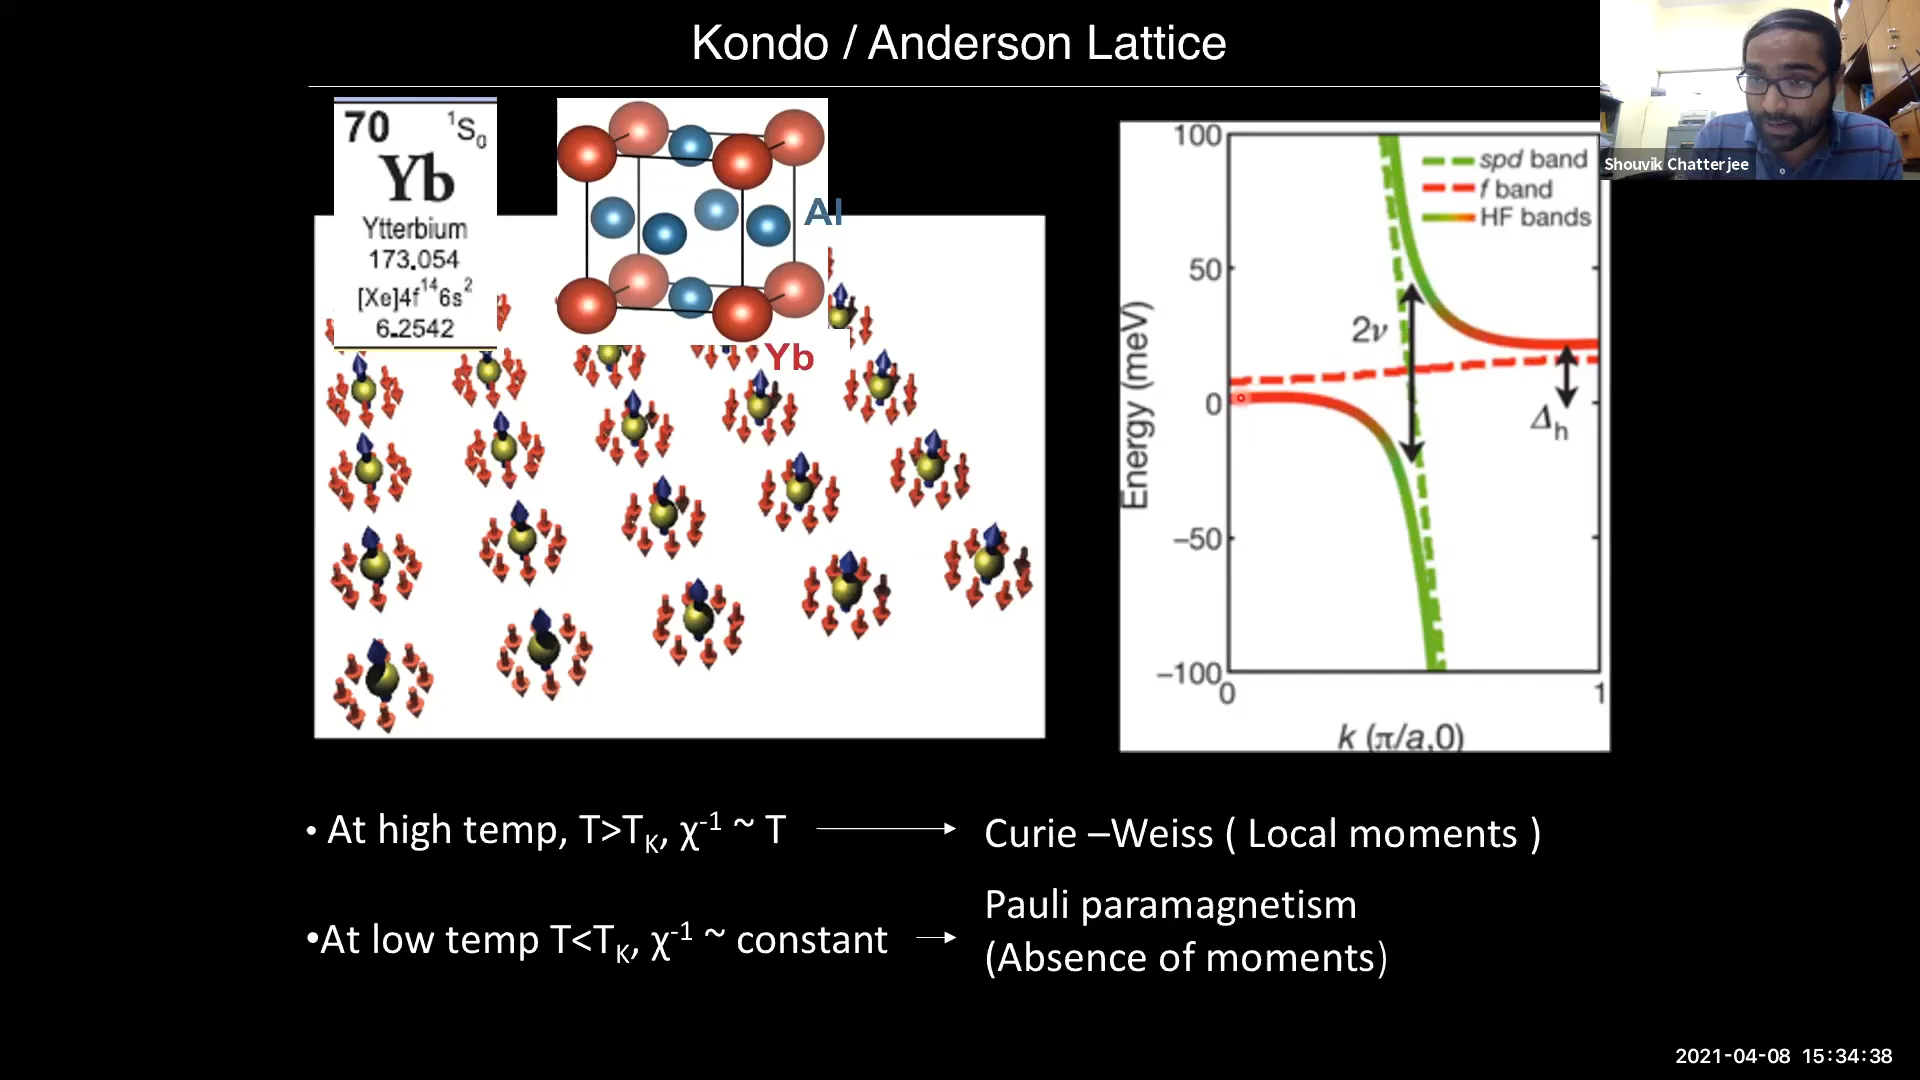 Kondo / Anderson Lattice
70 ¹S₀
Yb
Ytterbium
173.054
[Xe]4f¹⁴6s²
6.2542
Al
Yb
100
50
0
−50
−100
Energy (meV)
spd band
f band
HF bands
2ν
Δh
0
1
k (π/a,0)
Shouvik Chatterjee
• At high temp, T>T_K, χ⁻¹ ~ T
Curie –Weiss ( Local moments )
•At low temp T<T_K, χ⁻¹ ~ constant
Pauli paramagnetism
(Absence of moments)
2021-04-08 15:34:38